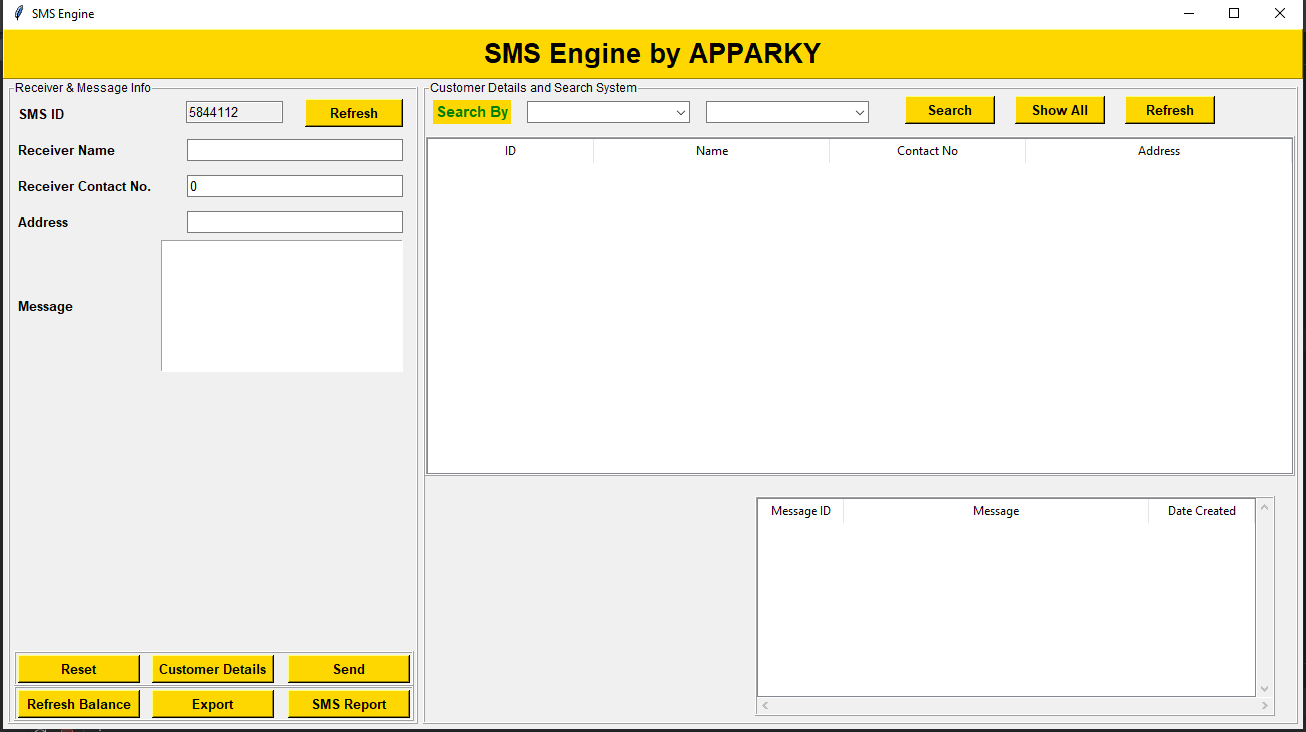 SMS Engine
SMS Engine by APPARKY
Receiver & Message Info
SMS ID 5844112 Refresh
Receiver Name
Receiver Contact No. 0
Address
Message
Reset Customer Details Send
Refresh Balance Export SMS Report
Customer Details and Search System
Search By Search Show All Refresh
ID Name Contact No Address
Message ID Message Date Created